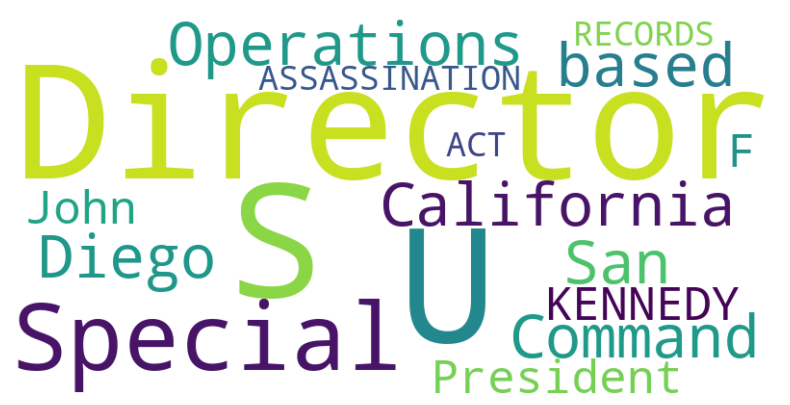 Operations
RECORDS
ASSASSINATION
based
Director
ACT
F
John
S
California
Diego
U
San
Special
KENNEDY
Command
President